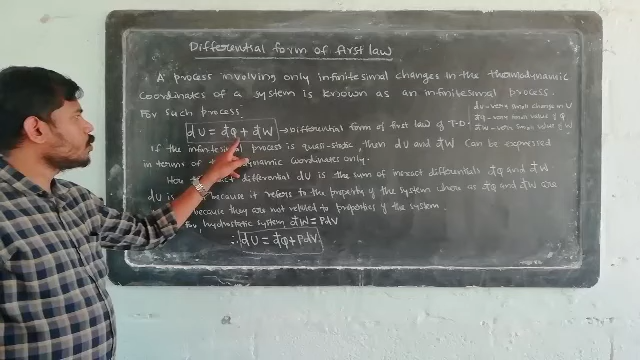 Differential form of first law
A process involving only infinitesimal changes in the thermodynamic
coordinates of a system is known as an infinitesimal process.
For such process
dU = đQ + đW → Differential form of first law of T-D
dU → very small change in U
đQ → very small value of Q
đW → very small value of W
If the infinitesimal process is quasi-static, then dU and đW can be expressed
in terms of dynamic coordinates only.
differential dU is the sum of inexact differentials đQ and đW.
dU is because it refers to the property of the system where as đQ and đW are
because they are not related to properties of the system.
For hydrostatic system đW = PdV
∴ dU = đQ + PdV